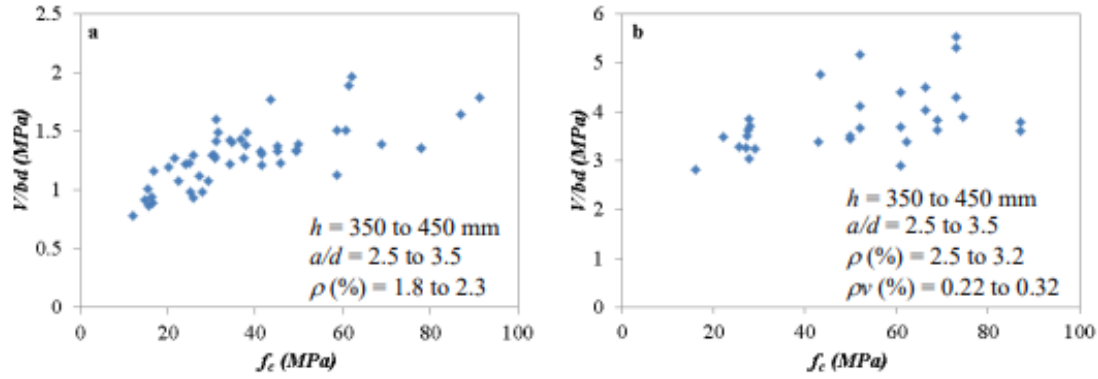 a
2.5
2
1.5
1
0.5
0
0 20 40 60 80 100
V/bd (MPa)
f_c (MPa)
h = 350 to 450 mm
a/d = 2.5 to 3.5
ρ (%) = 1.8 to 2.3
b
6
5
4
3
2
1
0
0 20 40 60 80 100
V/bd (MPa)
f_c (MPa)
h = 350 to 450 mm
a/d = 2.5 to 3.5
ρ (%) = 2.5 to 3.2
ρv (%) = 0.22 to 0.32